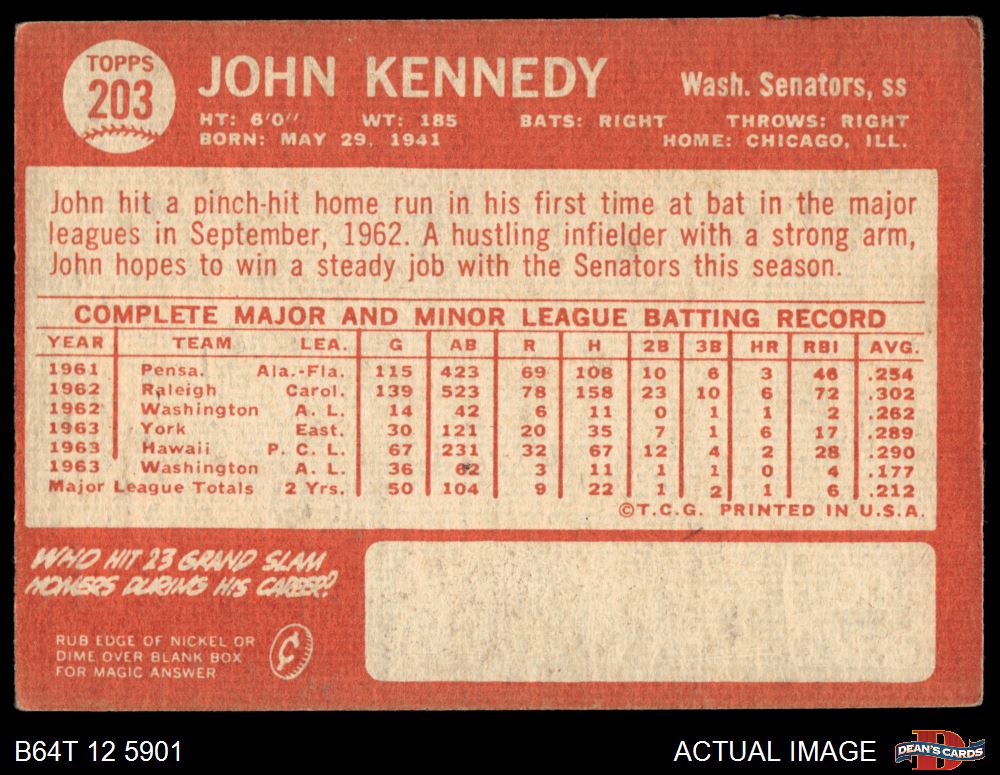 TOPPS
203
JOHN KENNEDY
Wash. Senators, ss
HT: 6'0" WT: 185 BATS: RIGHT THROWS: RIGHT
BORN: MAY 29, 1941 HOME: CHICAGO, ILL.
John hit a pinch-hit home run in his first time at bat in the major
leagues in September, 1962. A hustling infielder with a strong arm,
John hopes to win a steady job with the Senators this season.
COMPLETE MAJOR AND MINOR LEAGUE BATTING RECORD
YEAR TEAM LEA. G AB R H 2B 3B HR RBI AVG.
1961 Pensa. Ala.-Fla. 115 423 69 108 10 6 3 46 .254
1962 Raleigh Carol. 139 523 78 158 23 10 6 72 .302
1962 Washington A. L. 14 42 6 11 0 1 1 2 .262
1963 York East. 30 121 20 35 7 1 6 17 .289
1963 Hawaii P. C. L. 67 231 32 67 12 4 2 28 .290
1963 Washington A. L. 36 62 3 11 1 1 0 4 .177
Major League Totals 2 Yrs. 50 104 9 22 1 2 1 6 .212
©T.C.G. PRINTED IN U.S.A.
WHO HIT 23 GRAND SLAM
HOMERS DURING HIS CAREER?
RUB EDGE OF NICKEL OR
DIME OVER BLANK BOX
FOR MAGIC ANSWER
¢
B64T 12 5901 ACTUAL IMAGE
D
DEAN'S CARDS